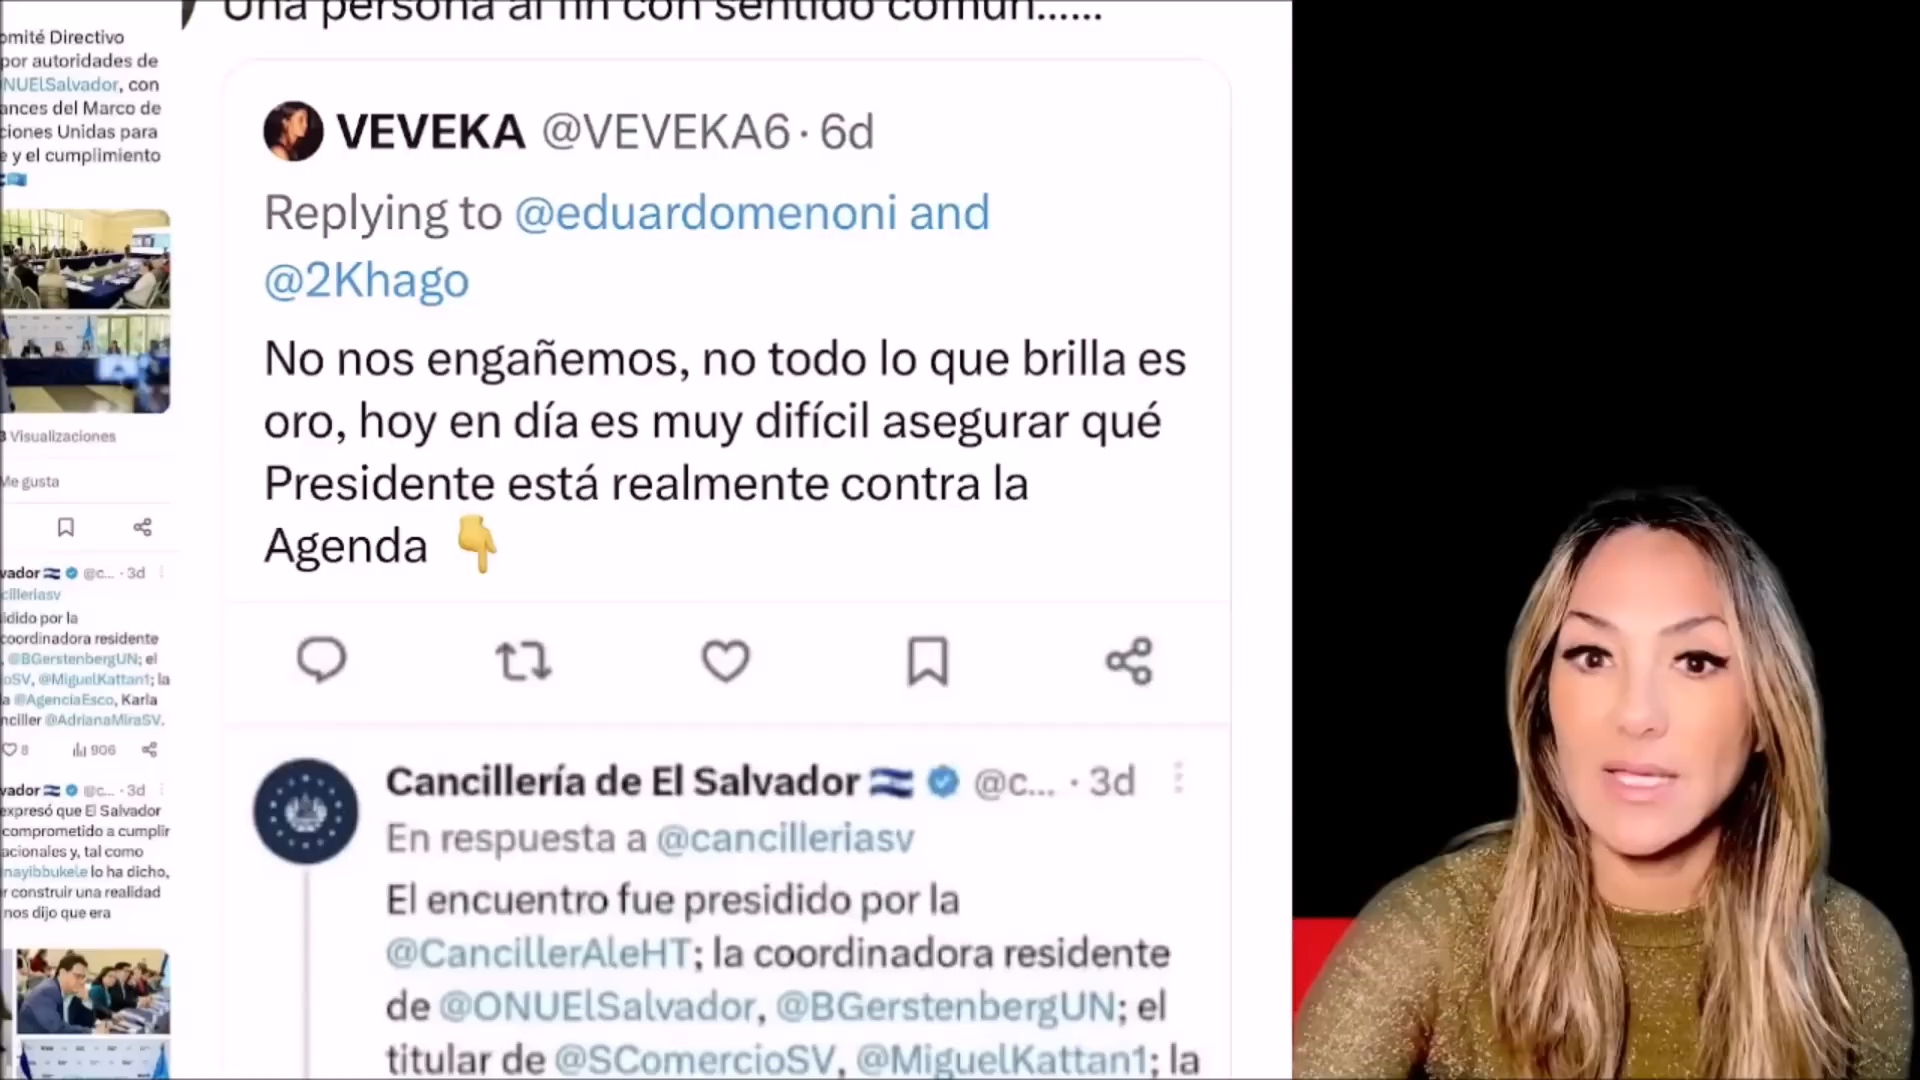 omité Directivo
por autoridades de
NUElSalvador, con
ances del Marco de
ciones Unidas para
e y el cumplimiento
3 Visualizaciones
Me gusta
vador @c... · 3d
cilleriasv
idido por la
coordinadora residente
, @BGerstenbergUN; el
oSV, @MiguelKattan1; la
a @AgenciaEsco, Karla
nciller @AdrianaMiraSV.
8 906
vador @c... · 3d
expresó que El Salvador
comprometido a cumplir
acionales y, tal como
nayibbukele lo ha dicho,
r construir una realidad
nos dijo que era
Una persona al fin con sentido común......
VEVEKA @VEVEKA6 · 6d
Replying to @eduardomenoni and
@2Khago
No nos engañemos, no todo lo que brilla es
oro, hoy en día es muy difícil asegurar qué
Presidente está realmente contra la
Agenda 👇
Cancillería de El Salvador @c... · 3d
En respuesta a @cancilleriasv
El encuentro fue presidido por la
@CancillerAleHT; la coordinadora residente
de @ONUElSalvador, @BGerstenbergUN; el
titular de @SComercioSV, @MiguelKattan1; la